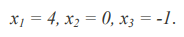 x₁ = 4, x₂ = 0, x₃ = -1.